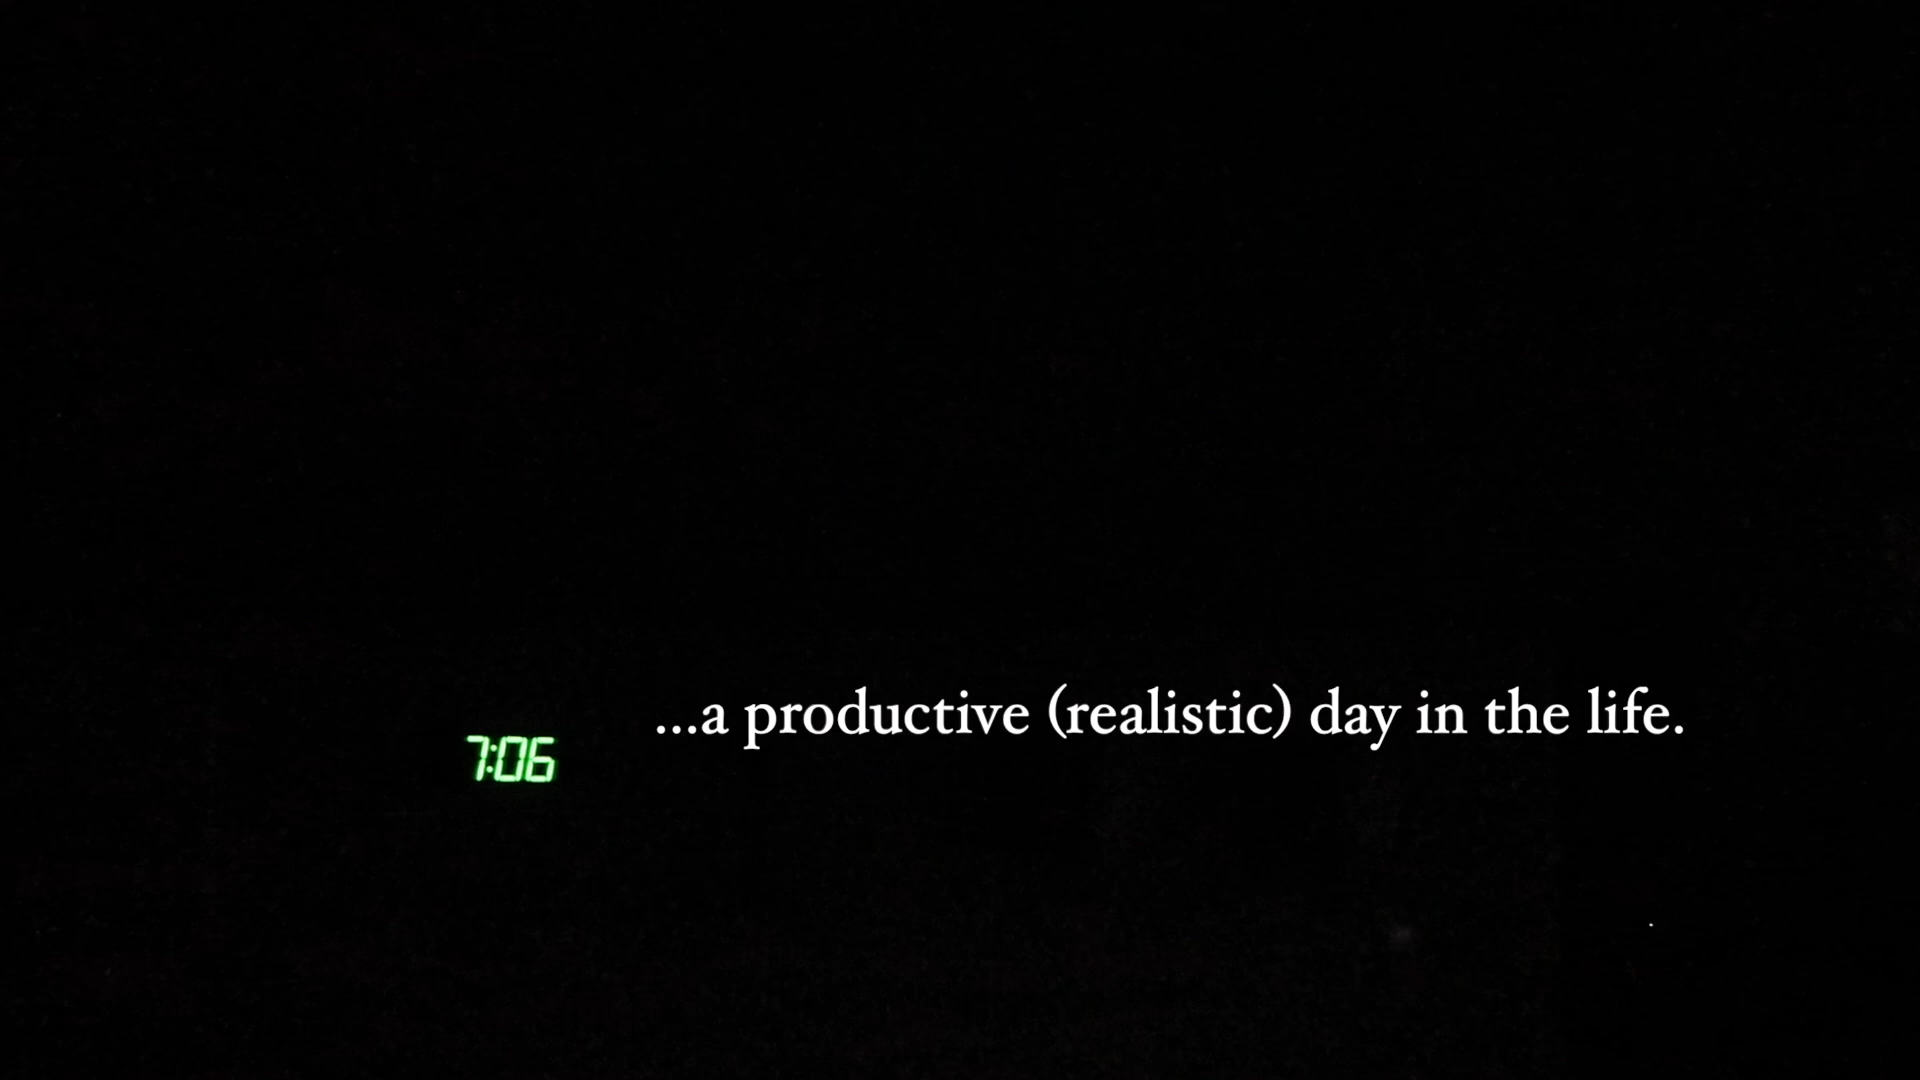 ...a productive (realistic) day in the life.
7:06